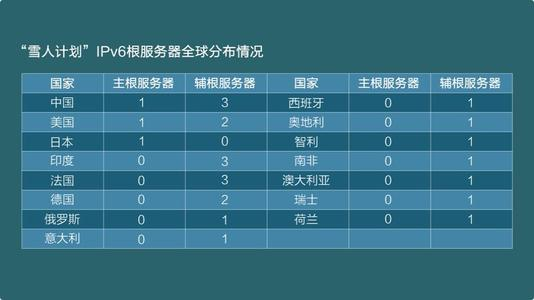 “雪人计划”IPv6根服务器全球分布情况
国家 主根服务器 辅根服务器 国家 主根服务器 辅根服务器
中国 1 3 西班牙 0 1
美国 1 2 奥地利 0 1
日本 1 0 智利 0 1
印度 0 3 南非 0 1
法国 0 3 澳大利亚 0 1
德国 0 2 瑞士 0 1
俄罗斯 0 1 荷兰 0 1
意大利 0 1